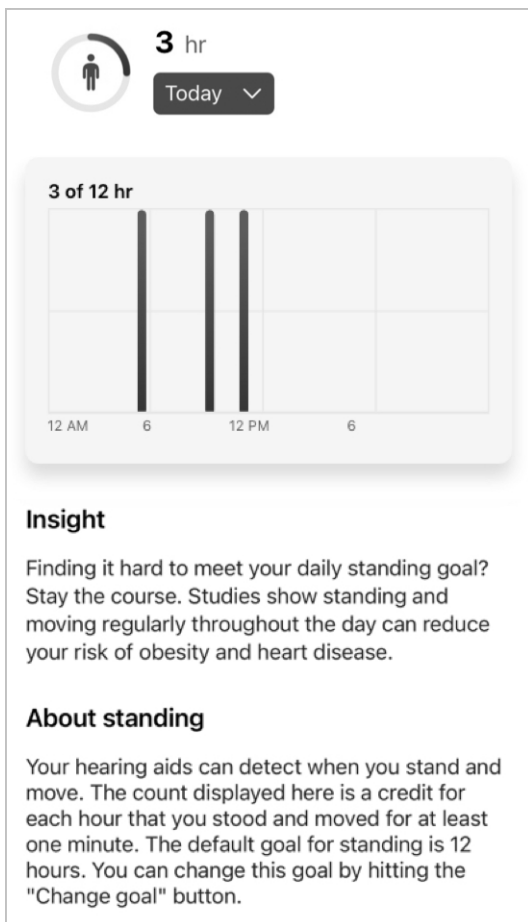 3 hr
Today
3 of 12 hr
12 AM 6 12 PM 6
Insight
Finding it hard to meet your daily standing goal?
Stay the course. Studies show standing and
moving regularly throughout the day can reduce
your risk of obesity and heart disease.
About standing
Your hearing aids can detect when you stand and
move. The count displayed here is a credit for
each hour that you stood and moved for at least
one minute. The default goal for standing is 12
hours. You can change this goal by hitting the
"Change goal" button.